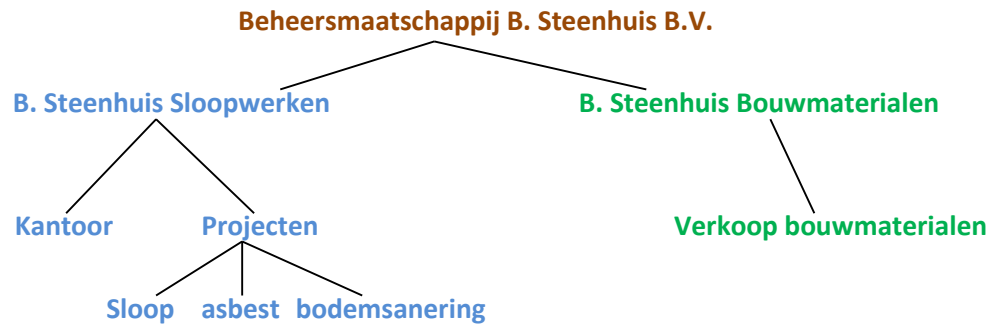 Beheersmaatschappij B. Steenhuis B.V.
B. Steenhuis Sloopwerken
B. Steenhuis Bouwmaterialen
Kantoor
Projecten
Verkoop bouwmaterialen
Sloop
asbest
bodemsanering